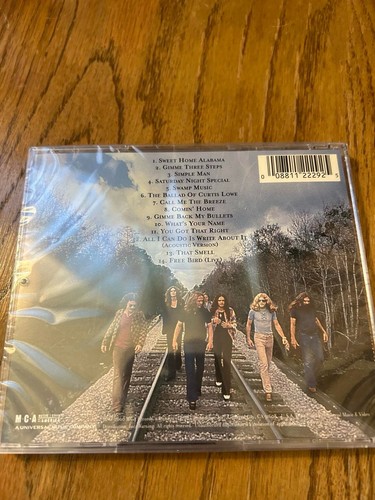 1. Sweet Home Alabama
2. Gimme Three Steps
3. Simple Man
4. Saturday Night Special
5. Swamp Music
6. The Ballad Of Curtis Lowe
7. Call Me The Breeze
8. Comin' Home
9. Gimme Back My Bullets
10. What's Your Name
11. You Got That Right
12. All I Can Do Is Write About It
(Acoustic Version)
13. That Smell
14. Free Bird (Live)
0 08811 22292 5
MCA
A UNIVERSAL